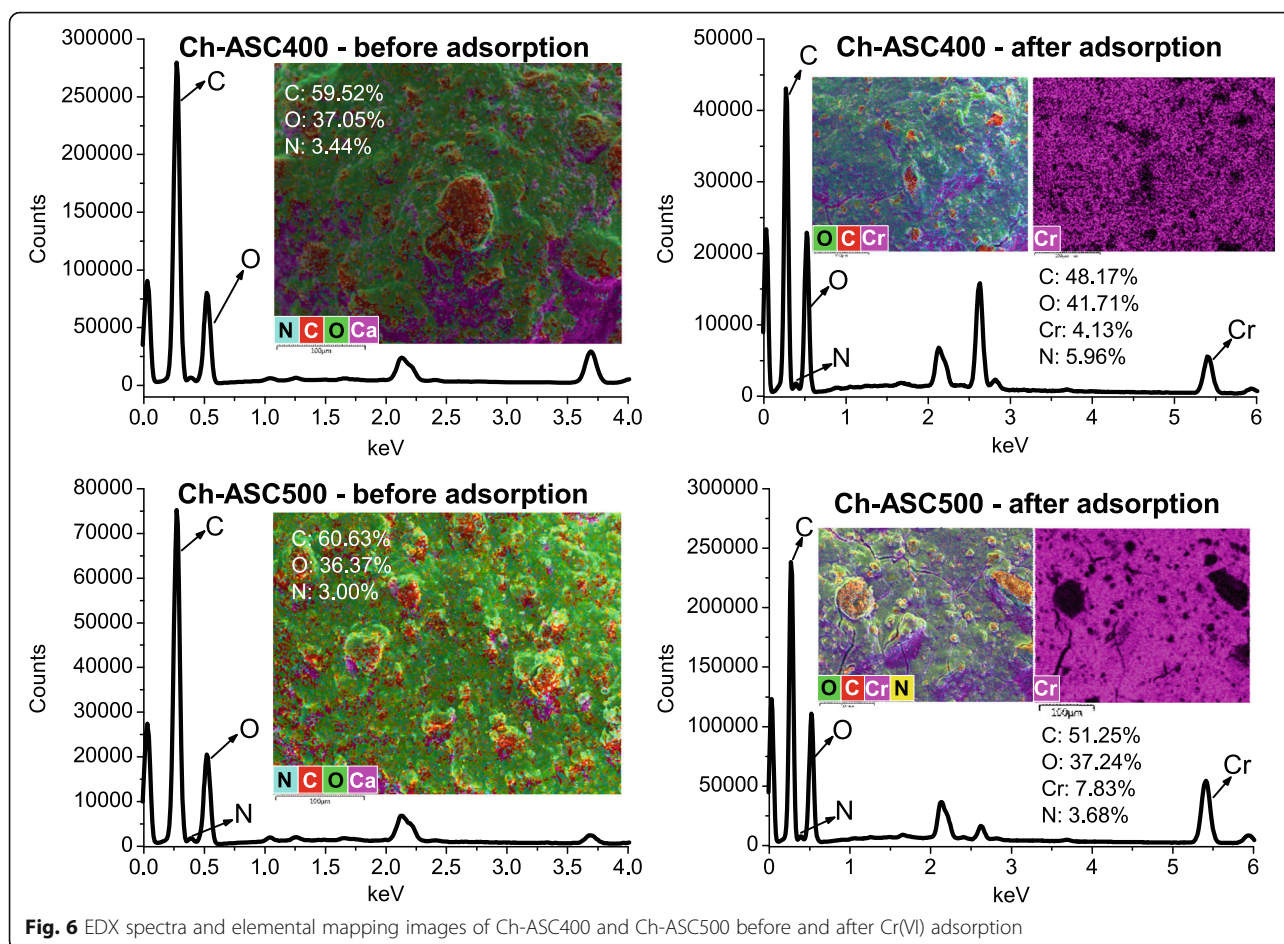 Ch-ASC400 - before adsorption
300000
250000
200000
150000
100000
50000
0
Counts
C
O
C: 59.52%
O: 37.05%
N: 3.44%
N C O Ca
100μm
0.0 0.5 1.0 1.5 2.0 2.5 3.0 3.5 4.0
keV
Ch-ASC400 - after adsorption
50000
40000
30000
20000
10000
0
Counts
C
O
N
Cr
O C Cr
Cr
C: 48.17%
O: 41.71%
Cr: 4.13%
N: 5.96%
0 1 2 3 4 5 6
keV
Ch-ASC500 - before adsorption
80000
70000
60000
50000
40000
30000
20000
10000
0
Counts
C
O
N
C: 60.63%
O: 36.37%
N: 3.00%
N C O Ca
100μm
0.0 0.5 1.0 1.5 2.0 2.5 3.0 3.5 4.0
keV
Ch-ASC500 - after adsorption
300000
250000
200000
150000
100000
50000
0
Counts
C
O
N
Cr
O C Cr N
Cr
100μm
C: 51.25%
O: 37.24%
Cr: 7.83%
N: 3.68%
0 1 2 3 4 5 6
keV
Fig. 6 EDX spectra and elemental mapping images of Ch-ASC400 and Ch-ASC500 before and after Cr(VI) adsorption